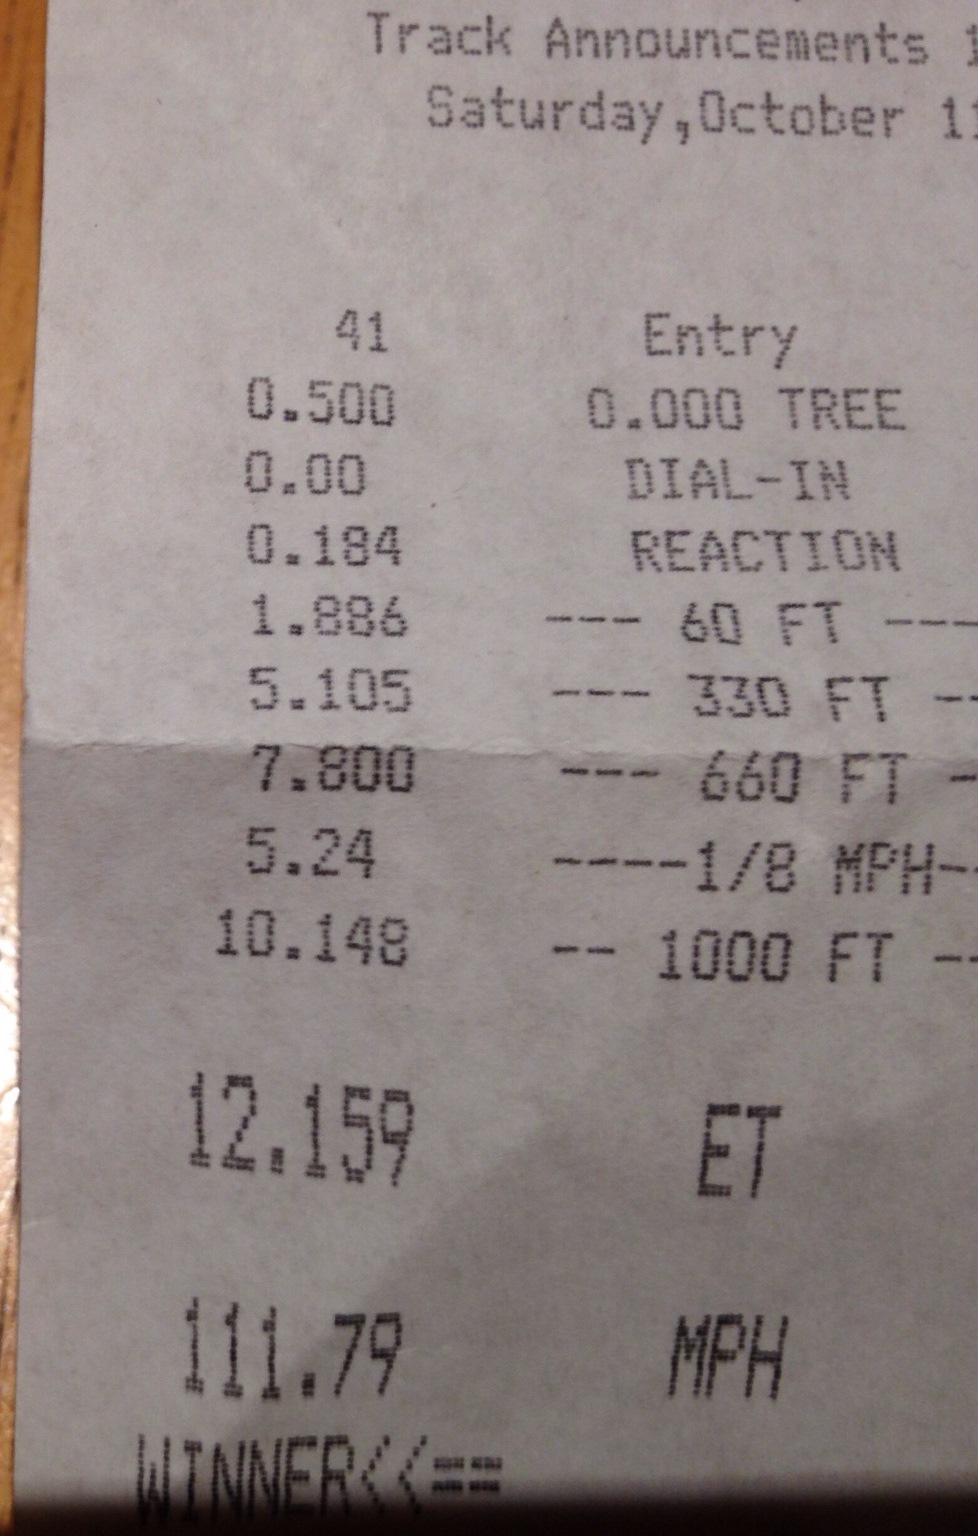 Track Announcements 1
Saturday,October 11
41 Entry
0.500 0.000 TREE
0.00 DIAL-IN
0.184 REACTION
1.886 --- 60 FT ---
5.105 --- 330 FT --
7.800 --- 660 FT -
5.24 ----1/8 MPH-
10.148 -- 1000 FT --
12.159 ET
111.79 MPH
WINNER<<==